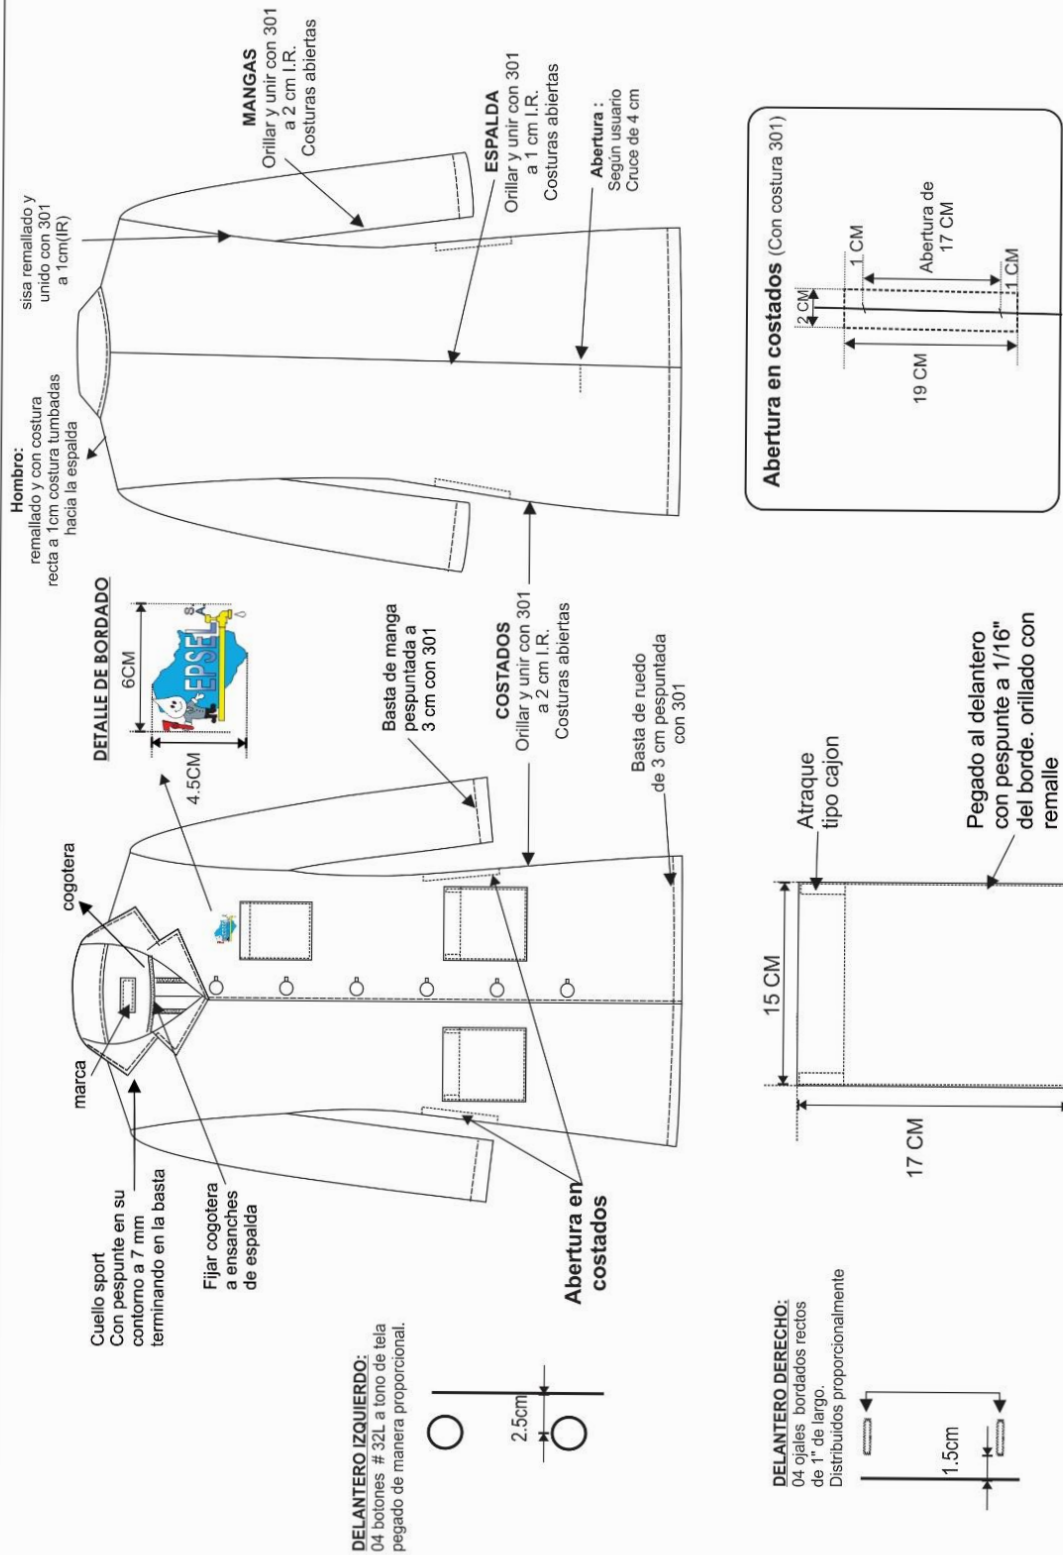 Hombro:
remallado y con costura
recta a 1cm costura tumbadas
hacia la espalda
sisa remallado y
unido con 301
a 1cm(IR)
MANGAS
Orillar y unir con 301
a 2 cm I.R.
Costuras abiertas
ESPALDA
Orillar y unir con 301
a 1 cm I.R.
Costuras abiertas
Abertura :
Según usuario
Cruce de 4 cm
DETALLE DE BORDADO
6CM
4.5CM
EPSEL
S.A.
cogotera
marca
Cuello sport
Con pespunte en su
contorno a 7 mm
terminando en la basta
Fijar cogotera
a ensanches
de espalda
Basta de manga
pespuntada a
3 cm con 301
COSTADOS
Orillar y unir con 301
a 2 cm I.R.
Costuras abiertas
Basta de ruedo
de 3 cm pespuntada
con 301
Abertura en
costados
DELANTERO IZQUIERDO:
04 botones # 32L a tono de tela
pegado de manera proporcional.
2.5cm
DELANTERO DERECHO:
04 ojales bordados rectos
de 1" de largo.
Distribuidos proporcionalmente
1.5cm
15 CM
17 CM
Atraque
tipo cajon
Pegado al delantero
con pespunte a 1/16"
del borde. orillado con
remalle
Abertura en costados (Con costura 301)
2 CM
1 CM
Abertura de
17 CM
1 CM
19 CM